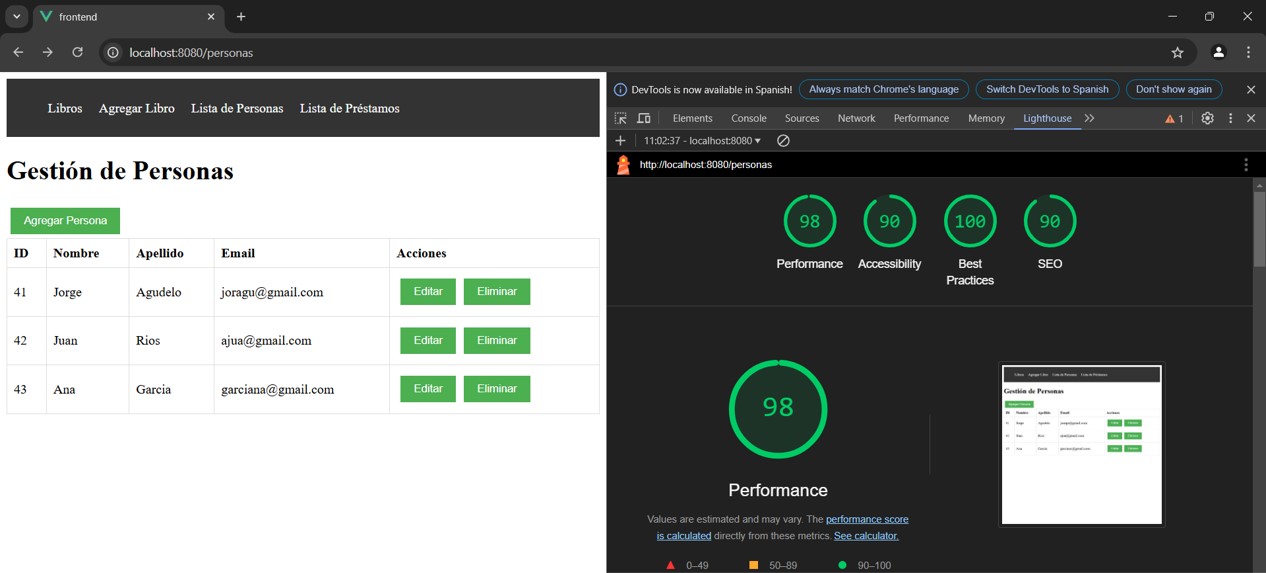 frontend
localhost:8080/personas
Libros Agregar Libro Lista de Personas Lista de Préstamos
Gestión de Personas
Agregar Persona
ID Nombre Apellido Email Acciones
41 Jorge Agudelo joragu@gmail.com Editar Eliminar
42 Juan Rios ajua@gmail.com Editar Eliminar
43 Ana Garcia garciana@gmail.com Editar Eliminar
DevTools is now available in Spanish! Always match Chrome's language Switch DevTools to Spanish Don't show again
Elements Console Sources Network Performance Memory Lighthouse 1
11:02:37 - localhost:8080
http://localhost:8080/personas
98 90 100 90
Performance Accessibility Best Practices SEO
98
Performance
Values are estimated and may vary. The performance score
is calculated directly from these metrics. See calculator.
0–49 50–89 90–100
Libros Agregar Libro Lista de Personas Lista de Préstamos
Gestión de Personas
Agregar Persona
ID Nombre Apellido Email Acciones
41 Jorge Agudelo joragu@gmail.com Editar Eliminar
42 Juan Rios ajua@gmail.com Editar Eliminar
43 Ana Garcia garciana@gmail.com Editar Eliminar